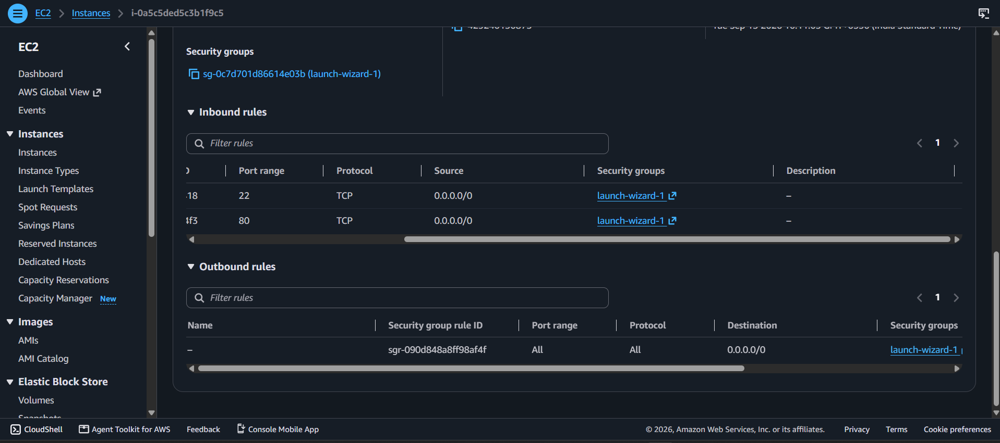 EC2 > Instances > i-0a5c5ded5c3b1f9c5
EC2
Dashboard
AWS Global View
Events
Instances
Instances
Instance Types
Launch Templates
Spot Requests
Savings Plans
Reserved Instances
Dedicated Hosts
Capacity Reservations
Capacity Manager New
Images
AMIs
AMI Catalog
Elastic Block Store
Volumes
Snapshots
Security groups
sg-0c7d701d86614e03b (launch-wizard-1)
Inbound rules
Filter rules
1
Port range Protocol Source Security groups Description
18 22 TCP 0.0.0.0/0 launch-wizard-1 –
4f3 80 TCP 0.0.0.0/0 launch-wizard-1 –
Outbound rules
Filter rules
1
Name Security group rule ID Port range Protocol Destination Security groups
– sgr-090d848a8ff98af4f All All 0.0.0.0/0 launch-wizard-1
CloudShell Agent Toolkit for AWS Feedback Console Mobile App © 2026, Amazon Web Services, Inc. or its affiliates. Privacy Terms Cookie preferences